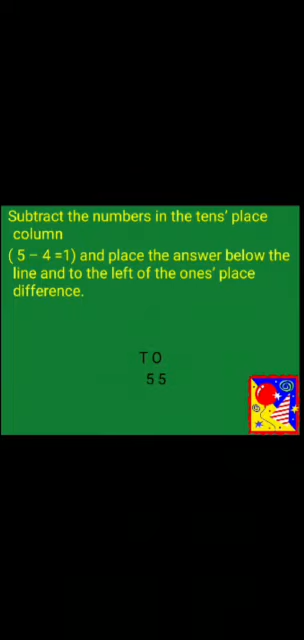 Subtract the numbers in the tens’ place
column
( 5 – 4 =1) and place the answer below the
line and to the left of the ones’ place
difference.
T O
5 5